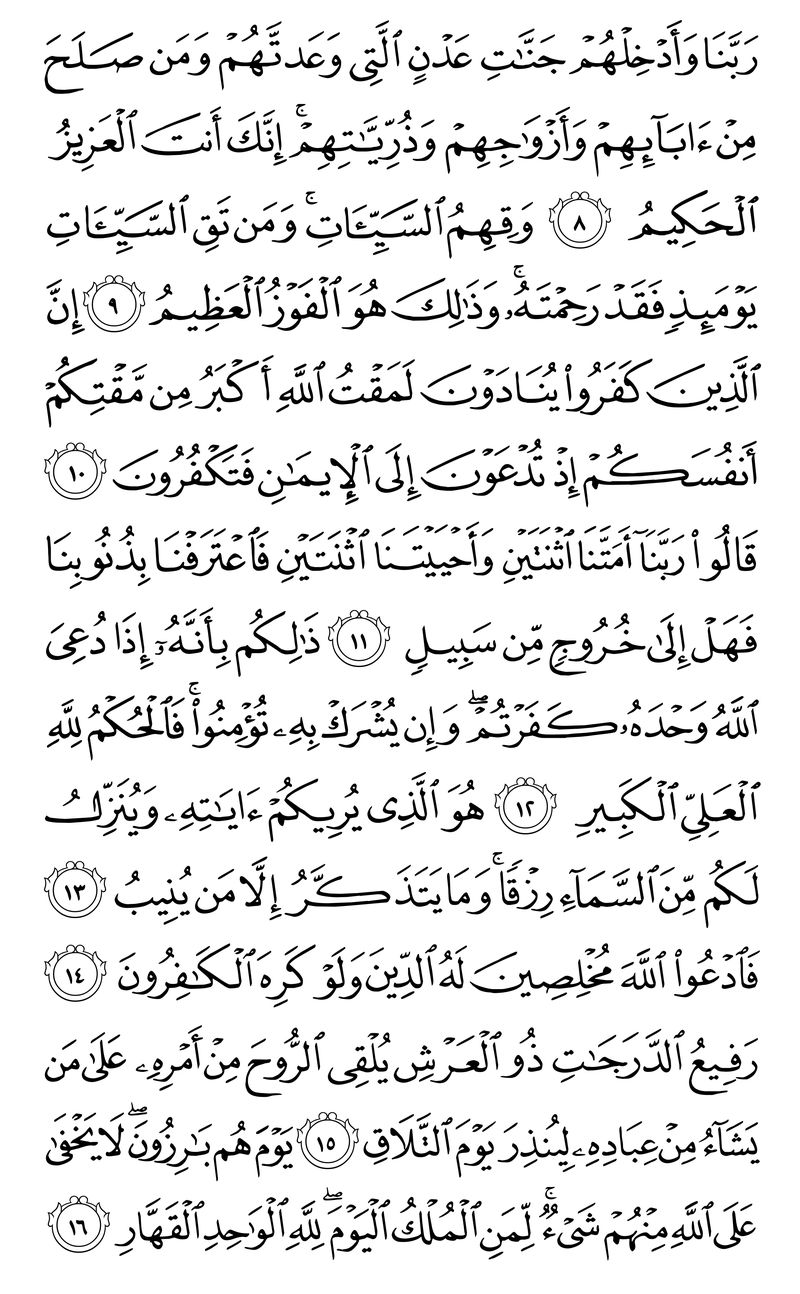 رَبَّنَا وَأَدْخِلْهُمْ جَنَّٰتِ عَدْنٍ ٱلَّتِى وَعَدتَّهُمْ وَمَن صَلَحَ
مِنْ ءَابَآئِهِمْ وَأَزْوَٰجِهِمْ وَذُرِّيَّٰتِهِمْ ۚ إِنَّكَ أَنتَ ٱلْعَزِيزُ
ٱلْحَكِيمُ ٨ وَقِهِمُ ٱلسَّيِّـَٔاتِ ۚ وَمَن تَقِ ٱلسَّيِّـَٔاتِ
يَوْمَئِذٍ فَقَدْ رَحِمْتَهُۥ ۚ وَذَٰلِكَ هُوَ ٱلْفَوْزُ ٱلْعَظِيمُ ٩ إِنَّ
ٱلَّذِينَ كَفَرُوا۟ يُنَادَوْنَ لَمَقْتُ ٱللَّهِ أَكْبَرُ مِن مَّقْتِكُمْ
أَنفُسَكُمْ إِذْ تُدْعَوْنَ إِلَى ٱلْإِيمَٰنِ فَتَكْفُرُونَ ١٠
قَالُوا۟ رَبَّنَآ أَمَتَّنَا ٱثْنَتَيْنِ وَأَحْيَيْتَنَا ٱثْنَتَيْنِ فَٱعْتَرَفْنَا بِذُنُوبِنَا
فَهَلْ إِلَىٰ خُرُوجٍ مِّن سَبِيلٍ ١١ ذَٰلِكُم بِأَنَّهُۥٓ إِذَا دُعِىَ
ٱللَّهُ وَحْدَهُۥ كَفَرْتُمْ ۖ وَإِن يُشْرَكْ بِهِۦ تُؤْمِنُوا۟ ۚ فَٱلْحُكْمُ لِلَّهِ
ٱلْعَلِىِّ ٱلْكَبِيرِ ١٢ هُوَ ٱلَّذِى يُرِيكُمْ ءَايَٰتِهِۦ وَيُنَزِّلُ
لَكُم مِّنَ ٱلسَّمَآءِ رِزْقًا ۚ وَمَا يَتَذَكَّرُ إِلَّا مَن يُنِيبُ ١٣
فَٱدْعُوا۟ ٱللَّهَ مُخْلِصِينَ لَهُ ٱلدِّينَ وَلَوْ كَرِهَ ٱلْكَٰفِرُونَ ١٤
رَفِيعُ ٱلدَّرَجَٰتِ ذُو ٱلْعَرْشِ يُلْقِى ٱلرُّوحَ مِنْ أَمْرِهِۦ عَلَىٰ مَن
يَشَآءُ مِنْ عِبَادِهِۦ لِيُنذِرَ يَوْمَ ٱلتَّلَاقِ ١٥ يَوْمَ هُم بَٰرِزُونَ ۖ لَا يَخْفَىٰ
عَلَى ٱللَّهِ مِنْهُمْ شَىْءٌ ۚ لِّمَنِ ٱلْمُلْكُ ٱلْيَوْمَ ۖ لِلَّهِ ٱلْوَٰحِدِ ٱلْقَهَّارِ ١٦